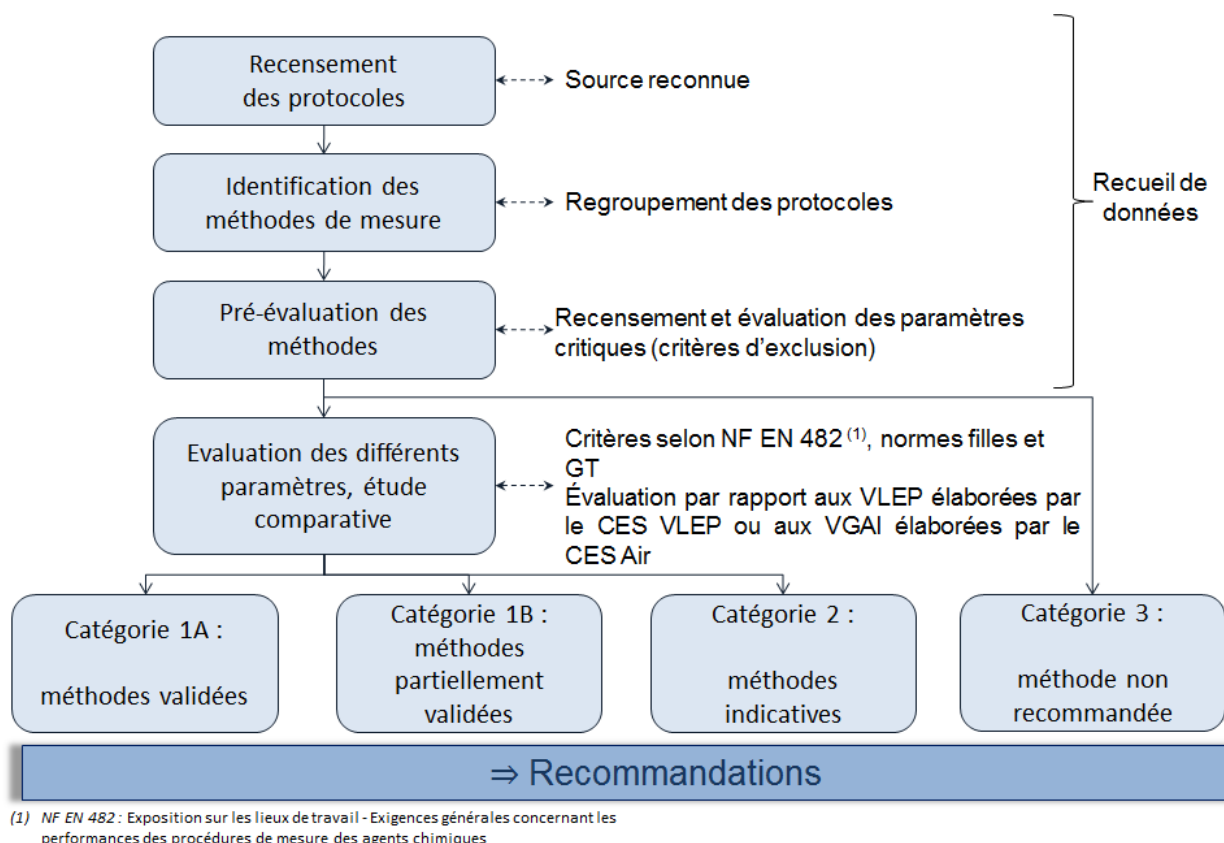 Recensement
des protocoles
Source reconnue
Identification des
méthodes de mesure
Regroupement des protocoles
Recueil de
données
Pré-évaluation des
méthodes
Recensement et évaluation des paramètres
critiques (critères d’exclusion)
Evaluation des différents
paramètres, étude
comparative
Critères selon NF EN 482 (1), normes filles et
GT
Évaluation par rapport aux VLEP élaborées par
le CES VLEP ou aux VGAI élaborées par le
CES Air
Catégorie 1A :
méthodes validées
Catégorie 1B :
méthodes
partiellement
validées
Catégorie 2 :
méthodes
indicatives
Catégorie 3 :
méthode non
recommandée
⇒ Recommandations
(1) NF EN 482 : Exposition sur les lieux de travail - Exigences générales concernant les
performances des procédures de mesure des agents chimiques